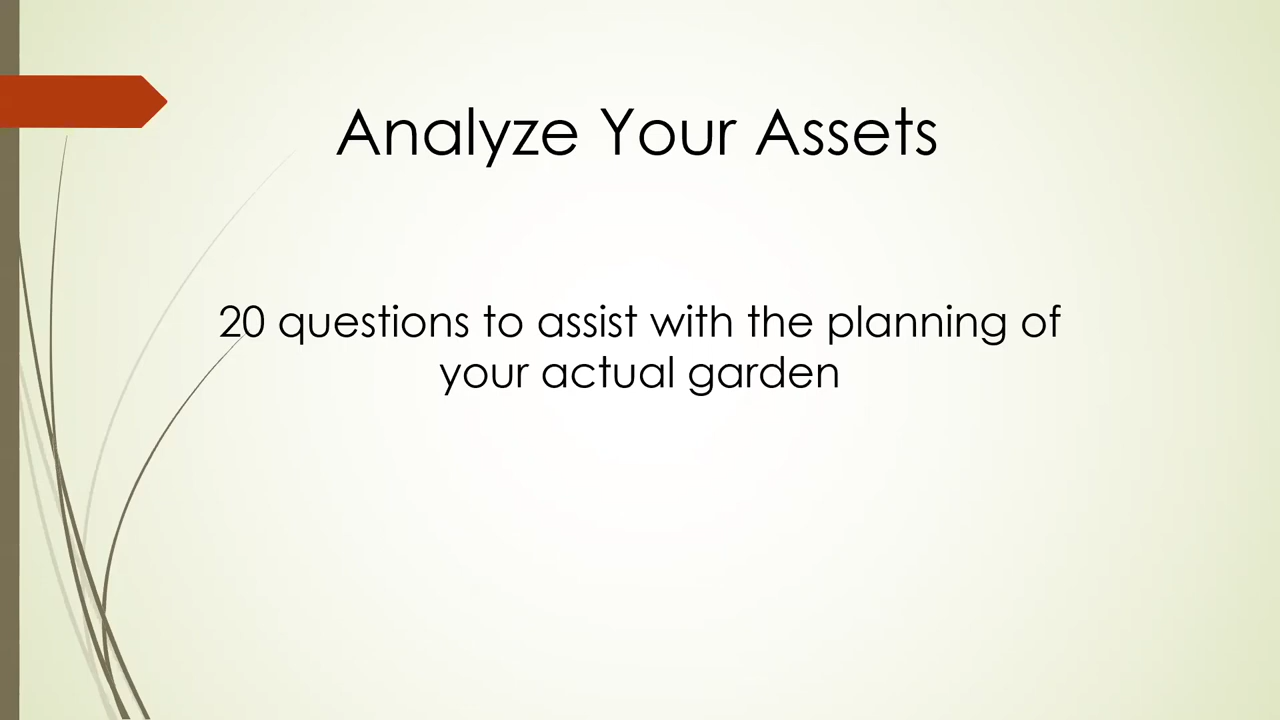 Analyze Your Assets
20 questions to assist with the planning of
your actual garden